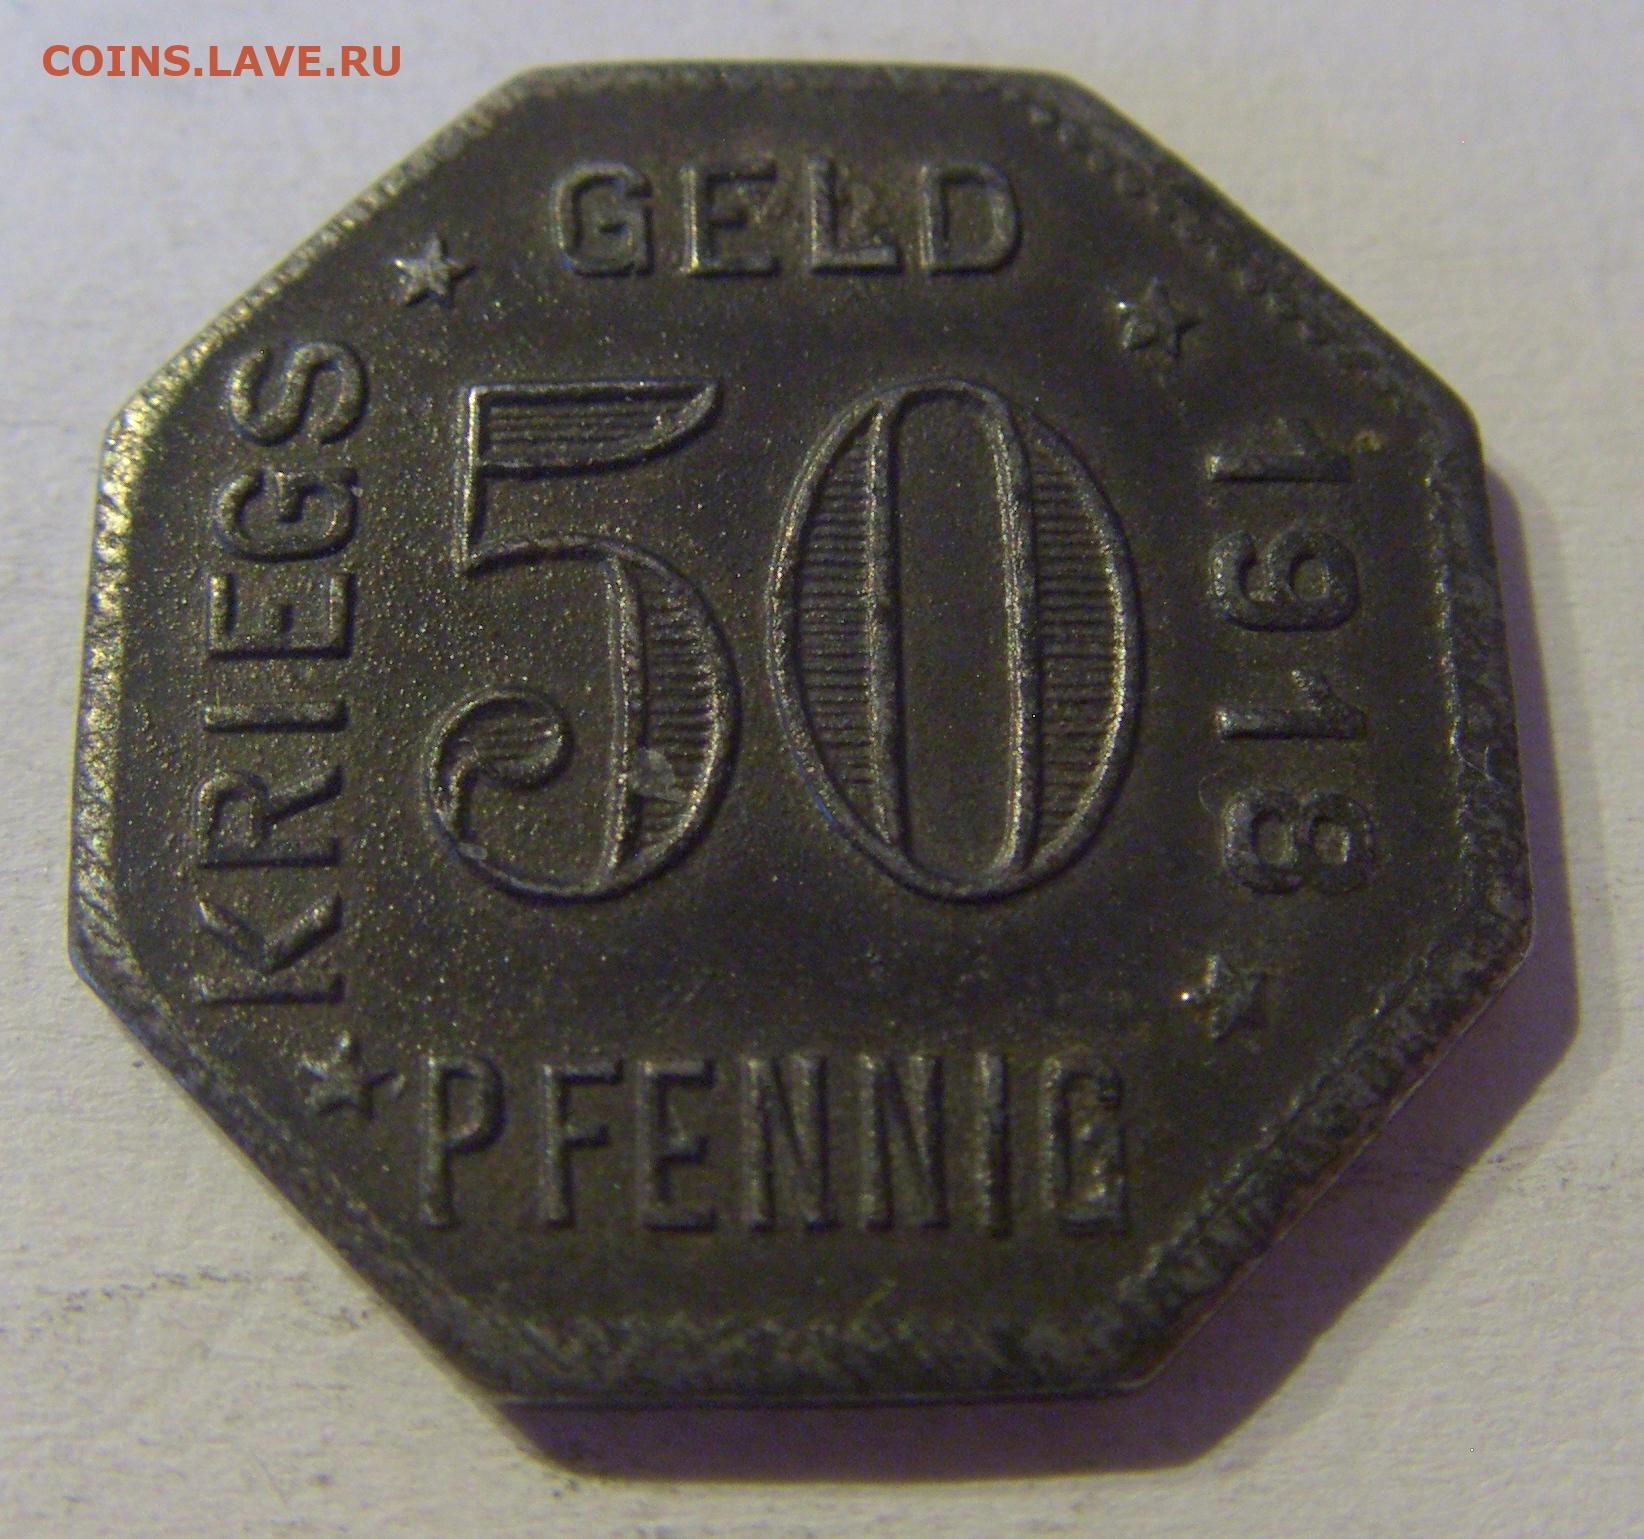 COINS.LAVE.RU
KRIEGS
GELD
1918
50
PFENNIG